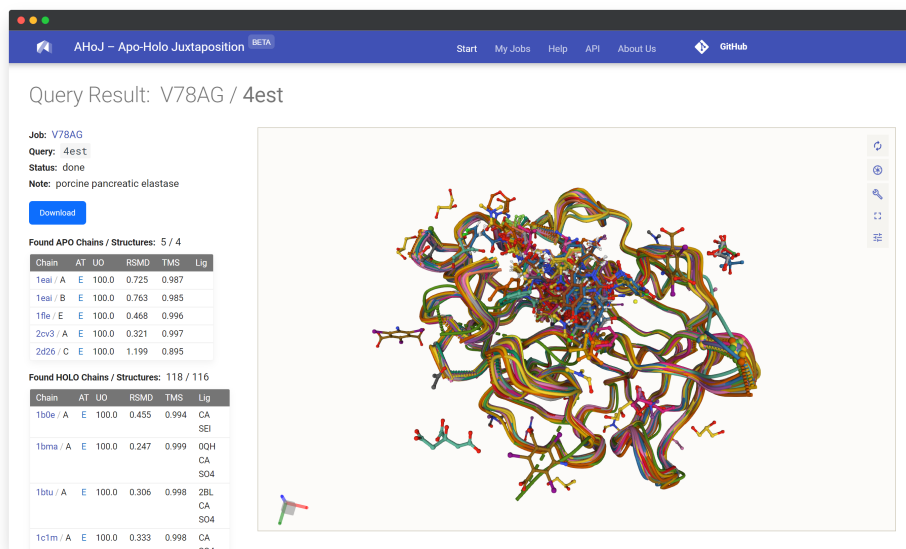 AHoJ – Apo-Holo Juxtaposition BETA Start My Jobs Help API About Us GitHub
Query Result: V78AG / 4est
Job: V78AG
Query: 4est
Status: done
Note: porcine pancreatic elastase
Download
Found APO Chains / Structures: 5 / 4
Chain AT UO RSMD TMS Lig
1eai / A E 100.0 0.725 0.987
1eai / B E 100.0 0.763 0.985
1fle / E E 100.0 0.468 0.996
2cv3 / A E 100.0 0.321 0.997
2d26 / C E 100.0 1.199 0.895
Found HOLO Chains / Structures: 118 / 116
Chain AT UO RSMD TMS Lig
1b0e / A E 100.0 0.455 0.994 CA
SEI
1bma / A E 100.0 0.247 0.999 0QH
CA
SO4
1btu / A E 100.0 0.306 0.998 2BL
CA
SO4
1c1m / A E 100.0 0.333 0.998 CA